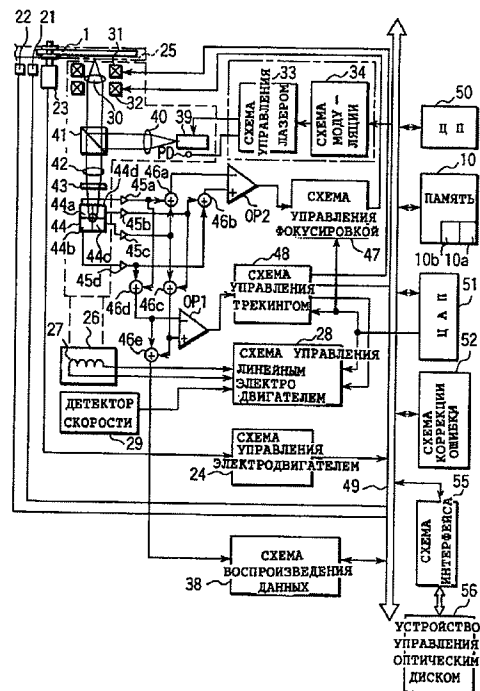 22
21
1
25
31
30
32
23
33
34
СХЕМА
УПРАВЛЕНИЯ
ЛАЗЕРОМ
СХЕМА
МОДУ-
ЛЯЦИИ
50
ЦП
41
40
39
PD
42
43
44d
45a
46a
44a
44
44b
44c
45b
45c
45d
46b
OP2
СХЕМА
УПРАВЛЕНИЯ
ФОКУСИРОВКОЙ
47
10
ПАМЯТЬ
10b
10a
46d
46c
46e
OP1
48
СХЕМА
УПРАВЛЕНИЯ
ТРЕКИНГОМ
51
ЦАП
26
27
28
СХЕМА УПРАВЛЕНИЯ
ЛИНЕЙНЫМ
ЭЛЕКТРО
ДВИГАТЕЛЕМ
52
СХЕМА
КОРРЕКЦИИ
ОШИБКИ
ДЕТЕКТОР
СКОРОСТИ
29
СХЕМА
УПРАВЛЕНИЯ
ЭЛЕКТРОДВИГАТЕЛЕМ
24
49
55
СХЕМА
ИНТЕРФЕЙСА
СХЕМА
ВОСПРОИЗВЕДЕНИЯ
ДАННЫХ
38
56
УСТРОЙСТВО
УПРАВЛЕНИЯ
ОПТИЧЕСКИМ
ДИСКОМ